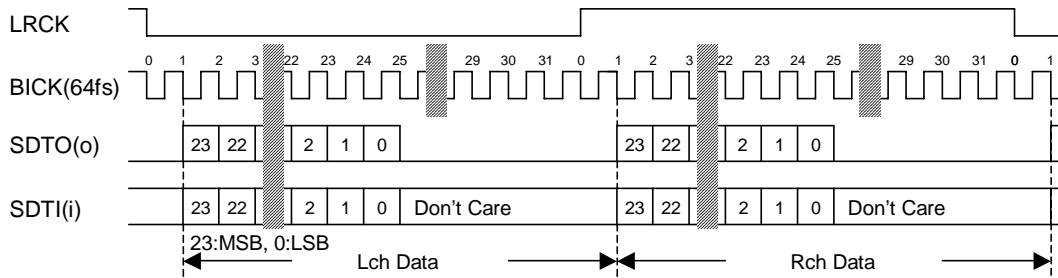 LRCK
0 1 2 3 22 23 24 25 29 30 31 0 1 2 3 22 23 24 25 29 30 31 0 1
BICK(64fs)
SDTO(o) 23 22 2 1 0 23 22 2 1 0
SDTI(i) 23 22 2 1 0 Don't Care 23 22 2 1 0 Don't Care
23:MSB, 0:LSB
Lch Data Rch Data